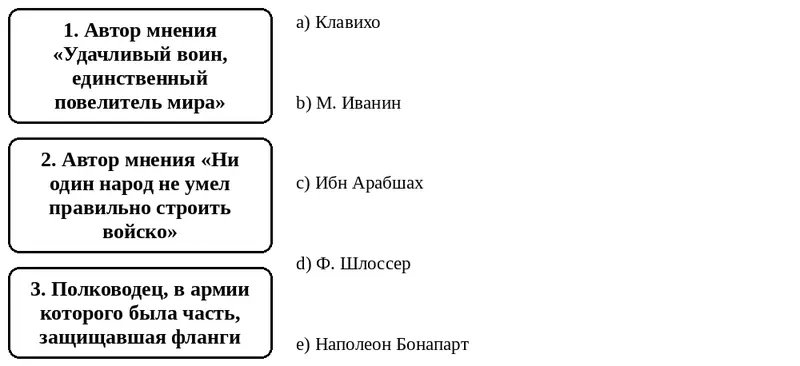 1. Автор мнения
«Удачливый воин,
единственный
повелитель мира»
2. Автор мнения «Ни
один народ не умел
правильно строить
войско»
3. Полководец, в армии
которого была часть,
защищавшая фланги
a) Клавихо
b) М. Иванин
c) Ибн Арабшах
d) Ф. Шлоссер
e) Наполеон Бонапарт